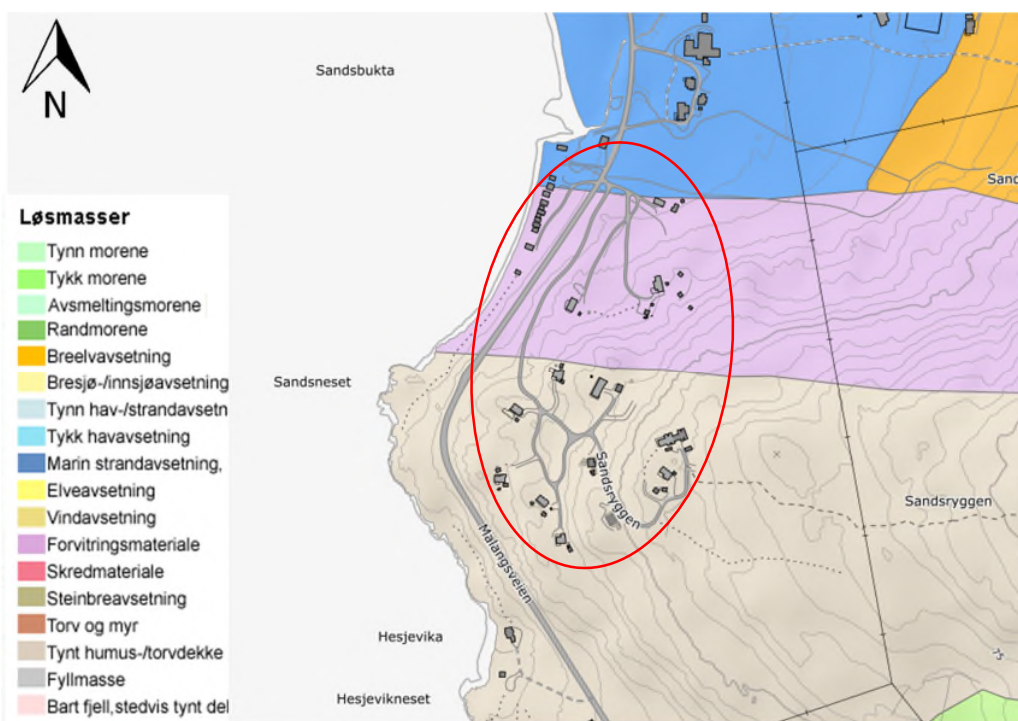 N
Sandsbukta
Sands
Løsmasser
Tynn morene
Tykk morene
Avsmeltingsmorene
Randmorene
Breelvavsetning
Bresjø-/innsjøavsetning
Tynn hav-/strandavsetn
Tykk havavsetning
Marin strandavsetning,
Elveavsetning
Vindavsetning
Forvitringsmateriale
Skredmateriale
Steinbreavsetning
Torv og myr
Tynt humus-/torvdekke
Fyllmasse
Bart fjell,stedvis tynt del
Sandsneset
Sandsryggen
Sandsryggen
Malangsveien
Hesjevika
75
Hesjevikneset